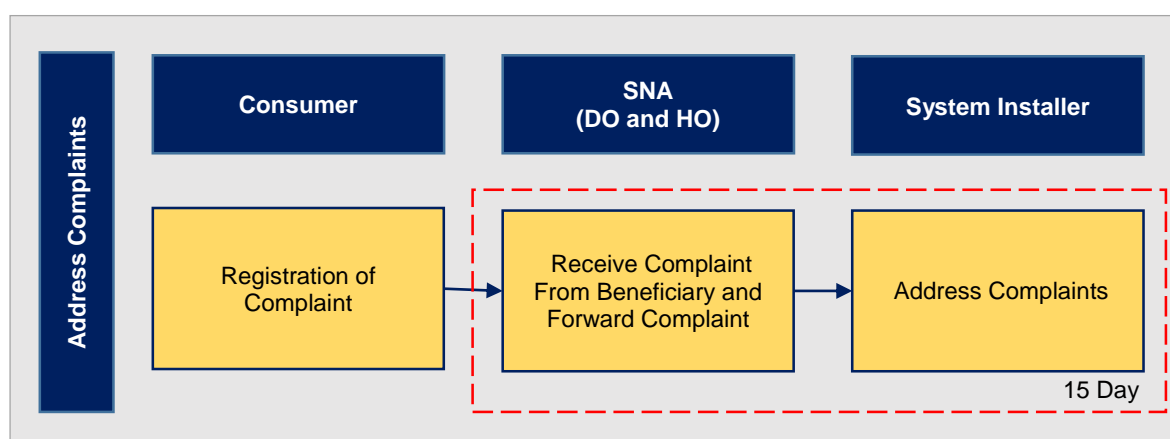 Address Complaints
Consumer
SNA
(DO and HO)
System Installer
Registration of
Complaint
Receive Complaint
From Beneficiary and
Forward Complaint
Address Complaints
15 Day